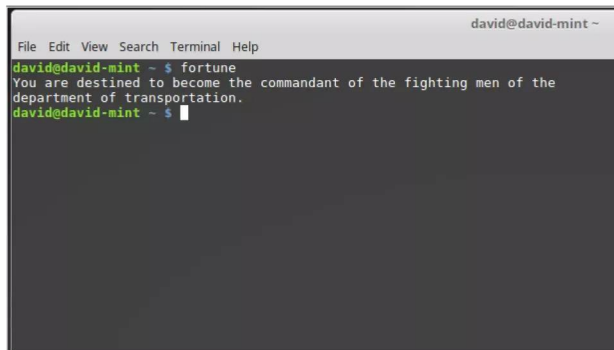 david@david-mint ~
File Edit View Search Terminal Help
david@david-mint ~ $ fortune
You are destined to become the commandant of the fighting men of the
department of transportation.
david@david-mint ~ $